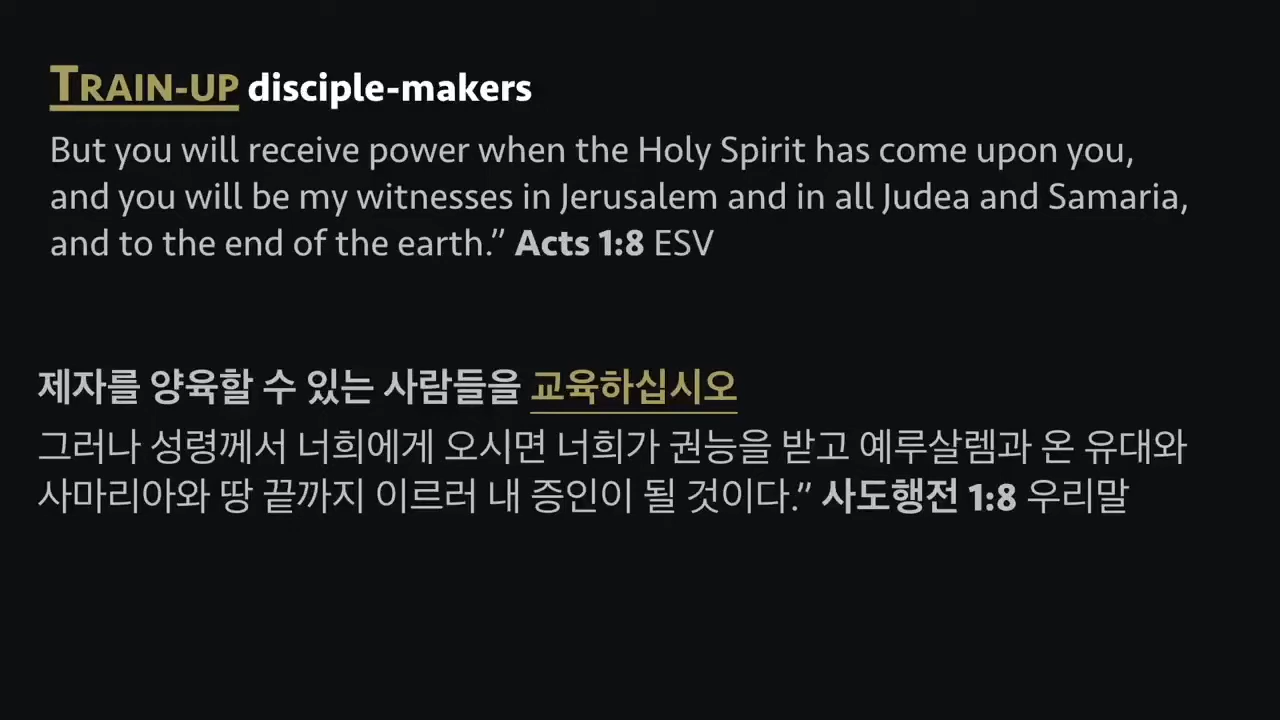 TRAIN-UP disciple-makers
But you will receive power when the Holy Spirit has come upon you,
and you will be my witnesses in Jerusalem and in all Judea and Samaria,
and to the end of the earth.” Acts 1:8 ESV
제자를 양육할 수 있는 사람들을 교육하십시오
그러나 성령께서 너희에게 오시면 너희가 권능을 받고 예루살렘과 온 유대와
사마리아와 땅 끝까지 이르러 내 증인이 될 것이다.” 사도행전 1:8 우리말